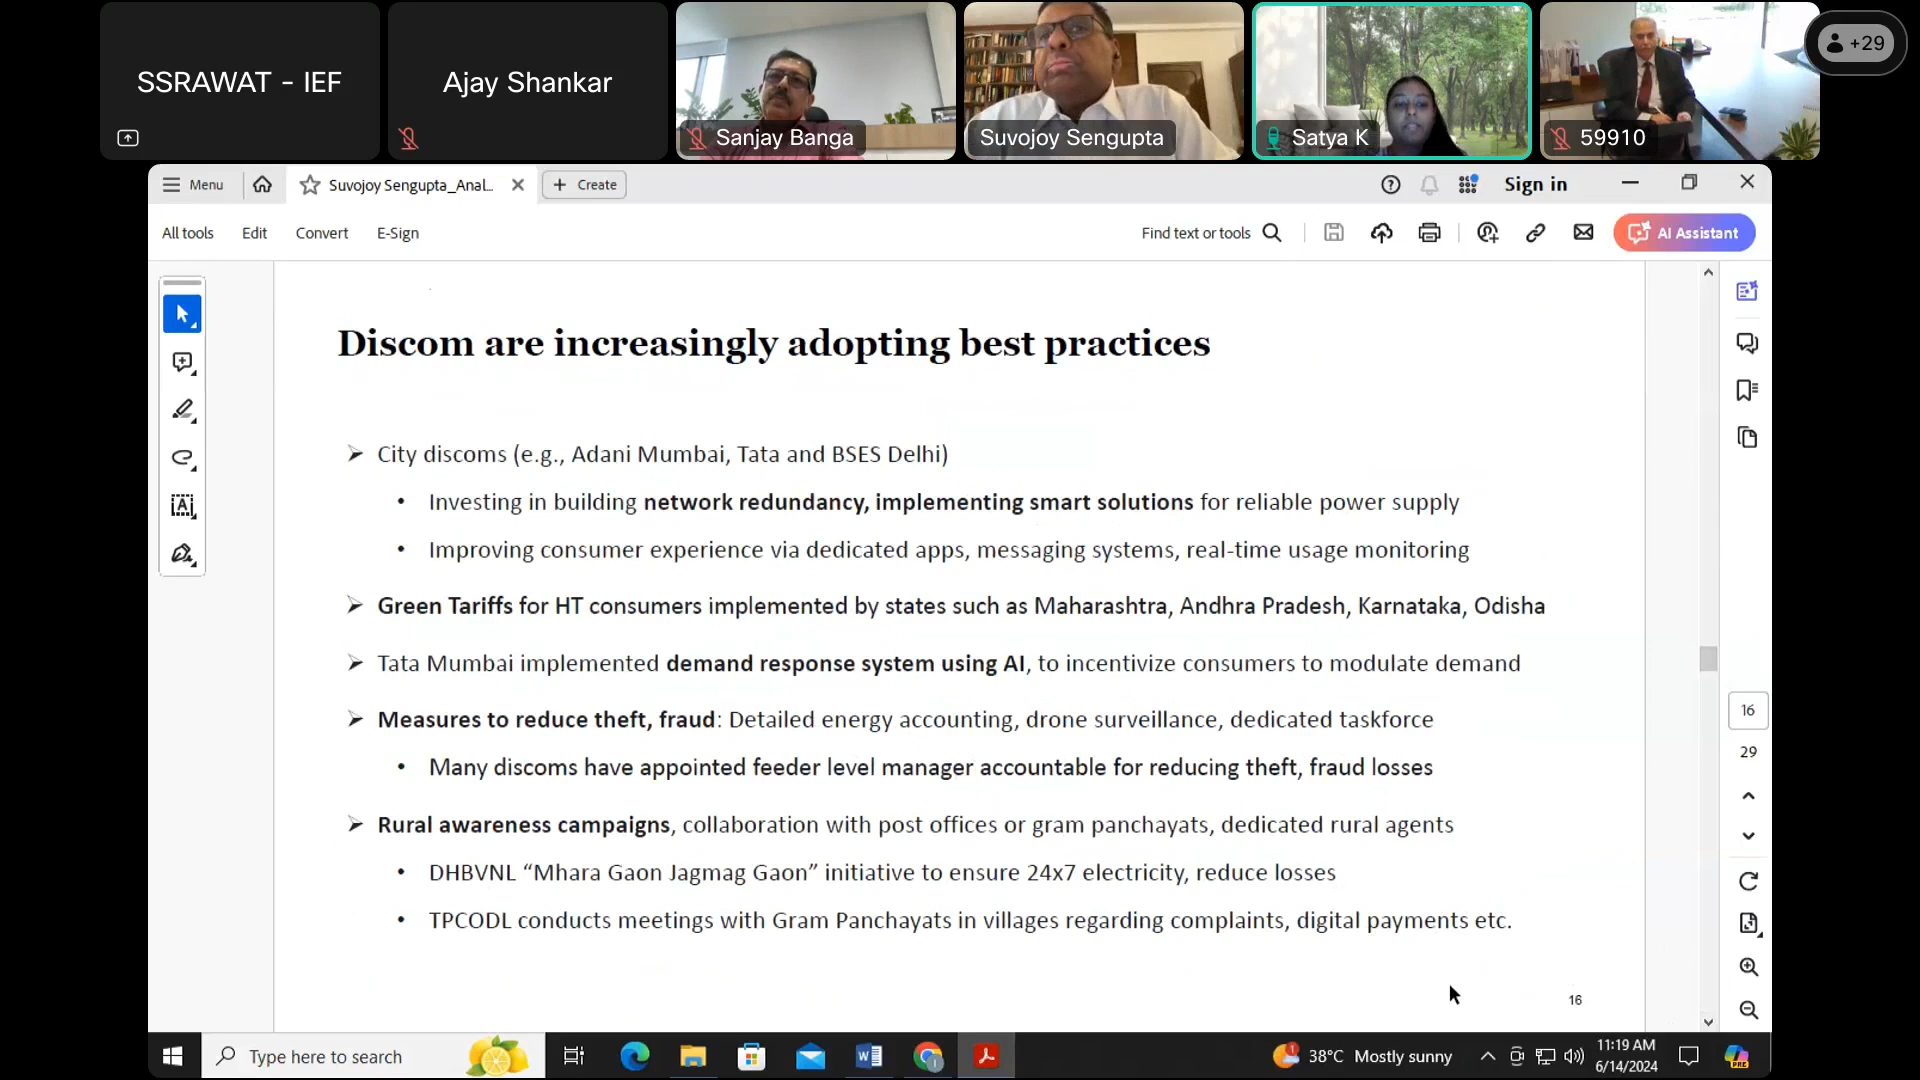 SSRAWAT - IEF
Ajay Shankar
Sanjay Banga
Suvojoy Sengupta
Satya K
59910
+29
Menu
Suvojoy Sengupta_Anal...
Create
Sign in
All tools
Edit
Convert
E-Sign
Find text or tools
AI Assistant
Discom are increasingly adopting best practices
➢ City discoms (e.g., Adani Mumbai, Tata and BSES Delhi)
• Investing in building network redundancy, implementing smart solutions for reliable power supply
• Improving consumer experience via dedicated apps, messaging systems, real-time usage monitoring
➢ Green Tariffs for HT consumers implemented by states such as Maharashtra, Andhra Pradesh, Karnataka, Odisha
➢ Tata Mumbai implemented demand response system using AI, to incentivize consumers to modulate demand
➢ Measures to reduce theft, fraud: Detailed energy accounting, drone surveillance, dedicated taskforce
• Many discoms have appointed feeder level manager accountable for reducing theft, fraud losses
➢ Rural awareness campaigns, collaboration with post offices or gram panchayats, dedicated rural agents
• DHBVNL “Mhara Gaon Jagmag Gaon” initiative to ensure 24x7 electricity, reduce losses
• TPCODL conducts meetings with Gram Panchayats in villages regarding complaints, digital payments etc.
16
16
29
Type here to search
38°C Mostly sunny
11:19 AM
6/14/2024
PRE